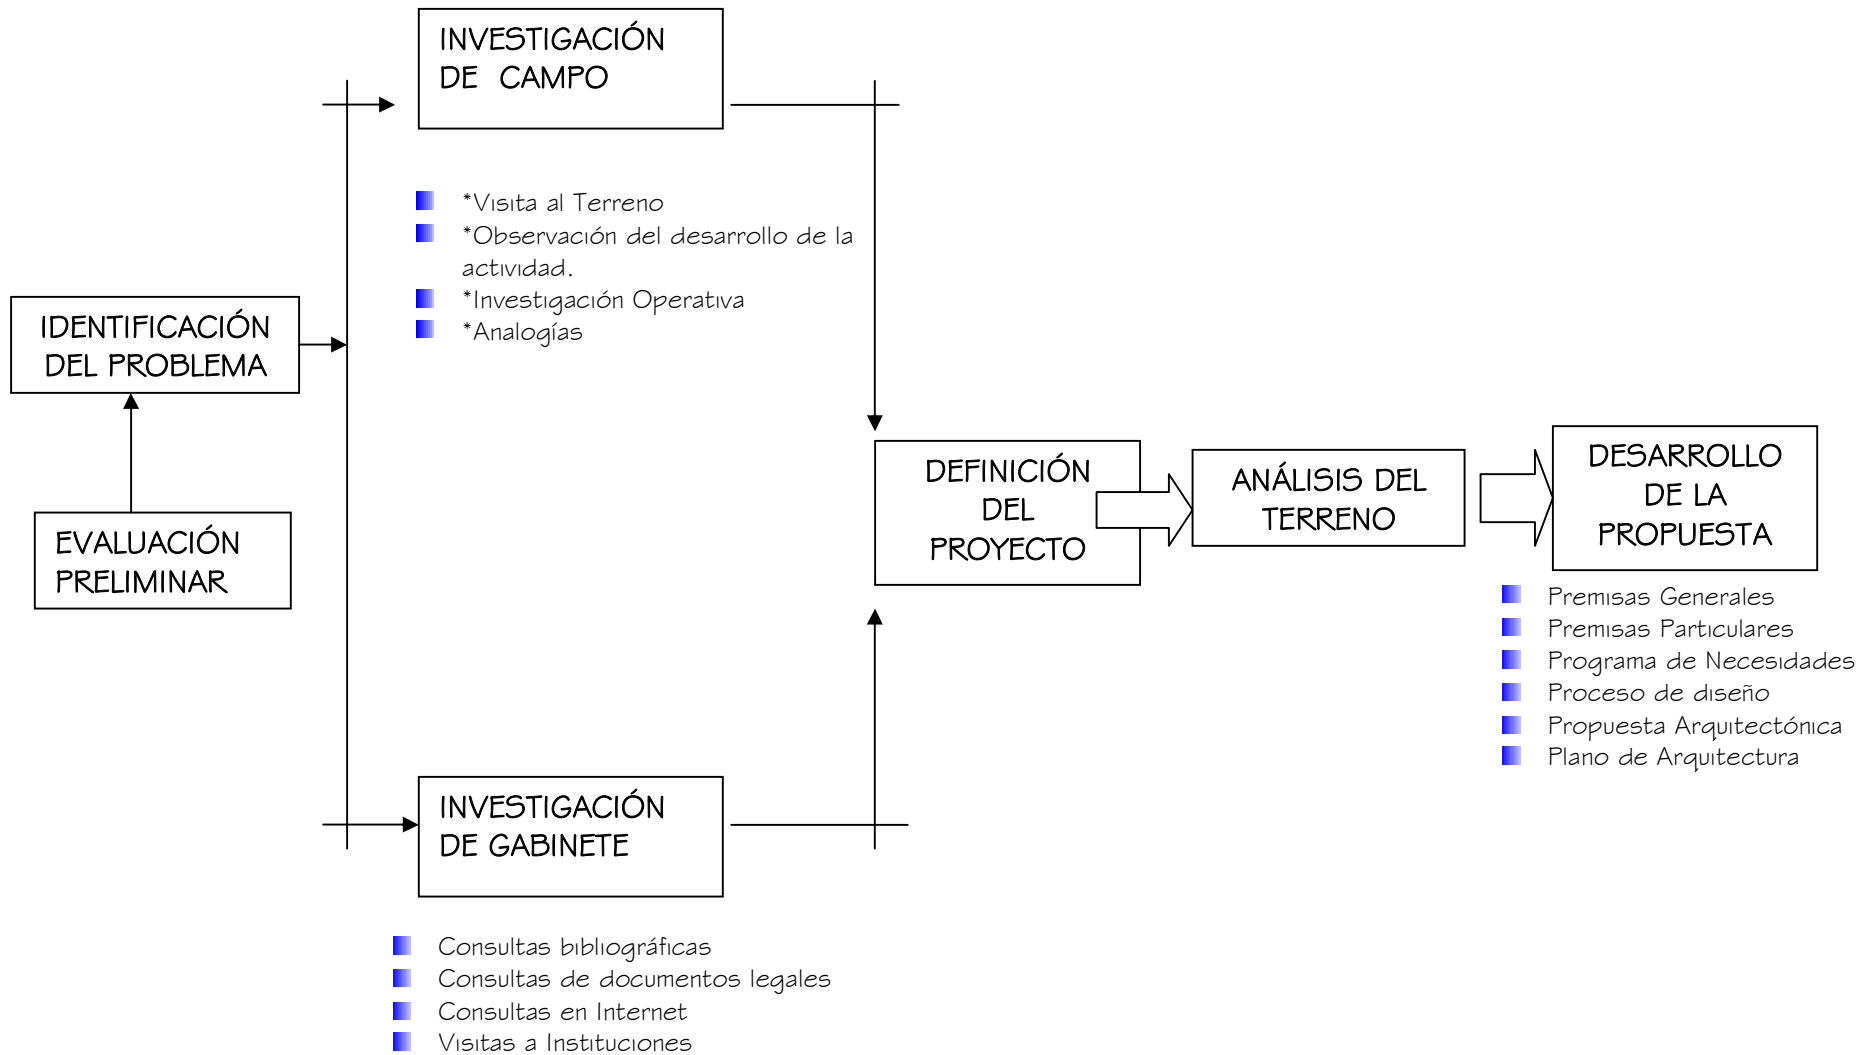 INVESTIGACIÓN
DE CAMPO
*Visita al Terreno
*Observación del desarrollo de la
actividad.
*Investigación Operativa
*Analogías
IDENTIFICACIÓN
DEL PROBLEMA
EVALUACIÓN
PRELIMINAR
DEFINICIÓN
DEL
PROYECTO
ANÁLISIS DEL
TERRENO
DESARROLLO
DE LA
PROPUESTA
Premisas Generales
Premisas Particulares
Programa de Necesidades
Proceso de diseño
Propuesta Arquitectónica
Plano de Arquitectura
INVESTIGACIÓN
DE GABINETE
Consultas bibliográficas
Consultas de documentos legales
Consultas en Internet
Visitas a Instituciones